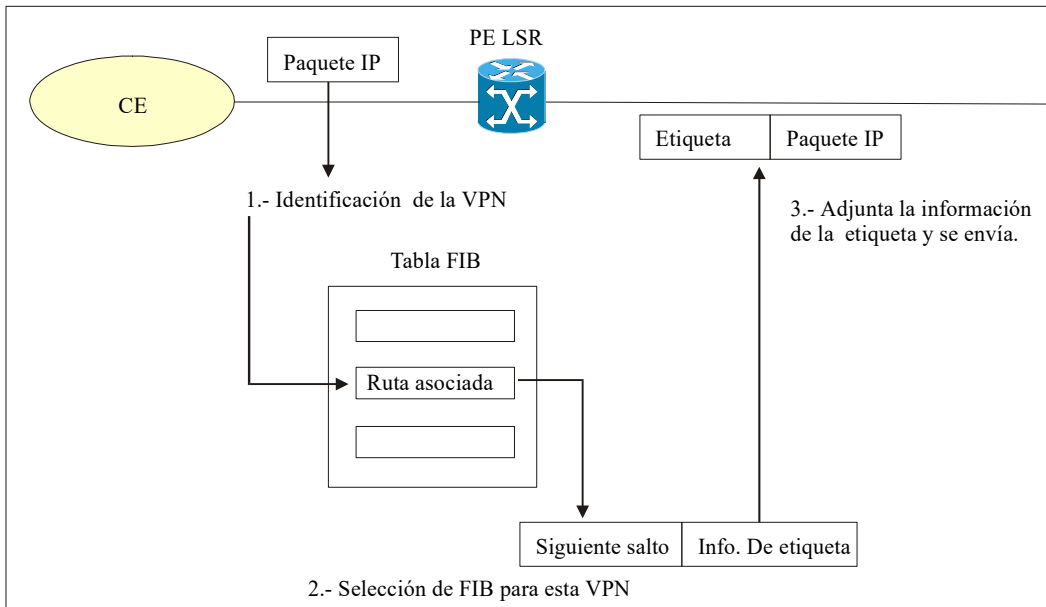 PE LSR
Paquete IP
CE
Etiqueta
Paquete IP
1.- Identificación de la VPN
3.- Adjunta la información
de la etiqueta y se envía.
Tabla FIB
Ruta asociada
Siguiente salto
Info. De etiqueta
2.- Selección de FIB para esta VPN